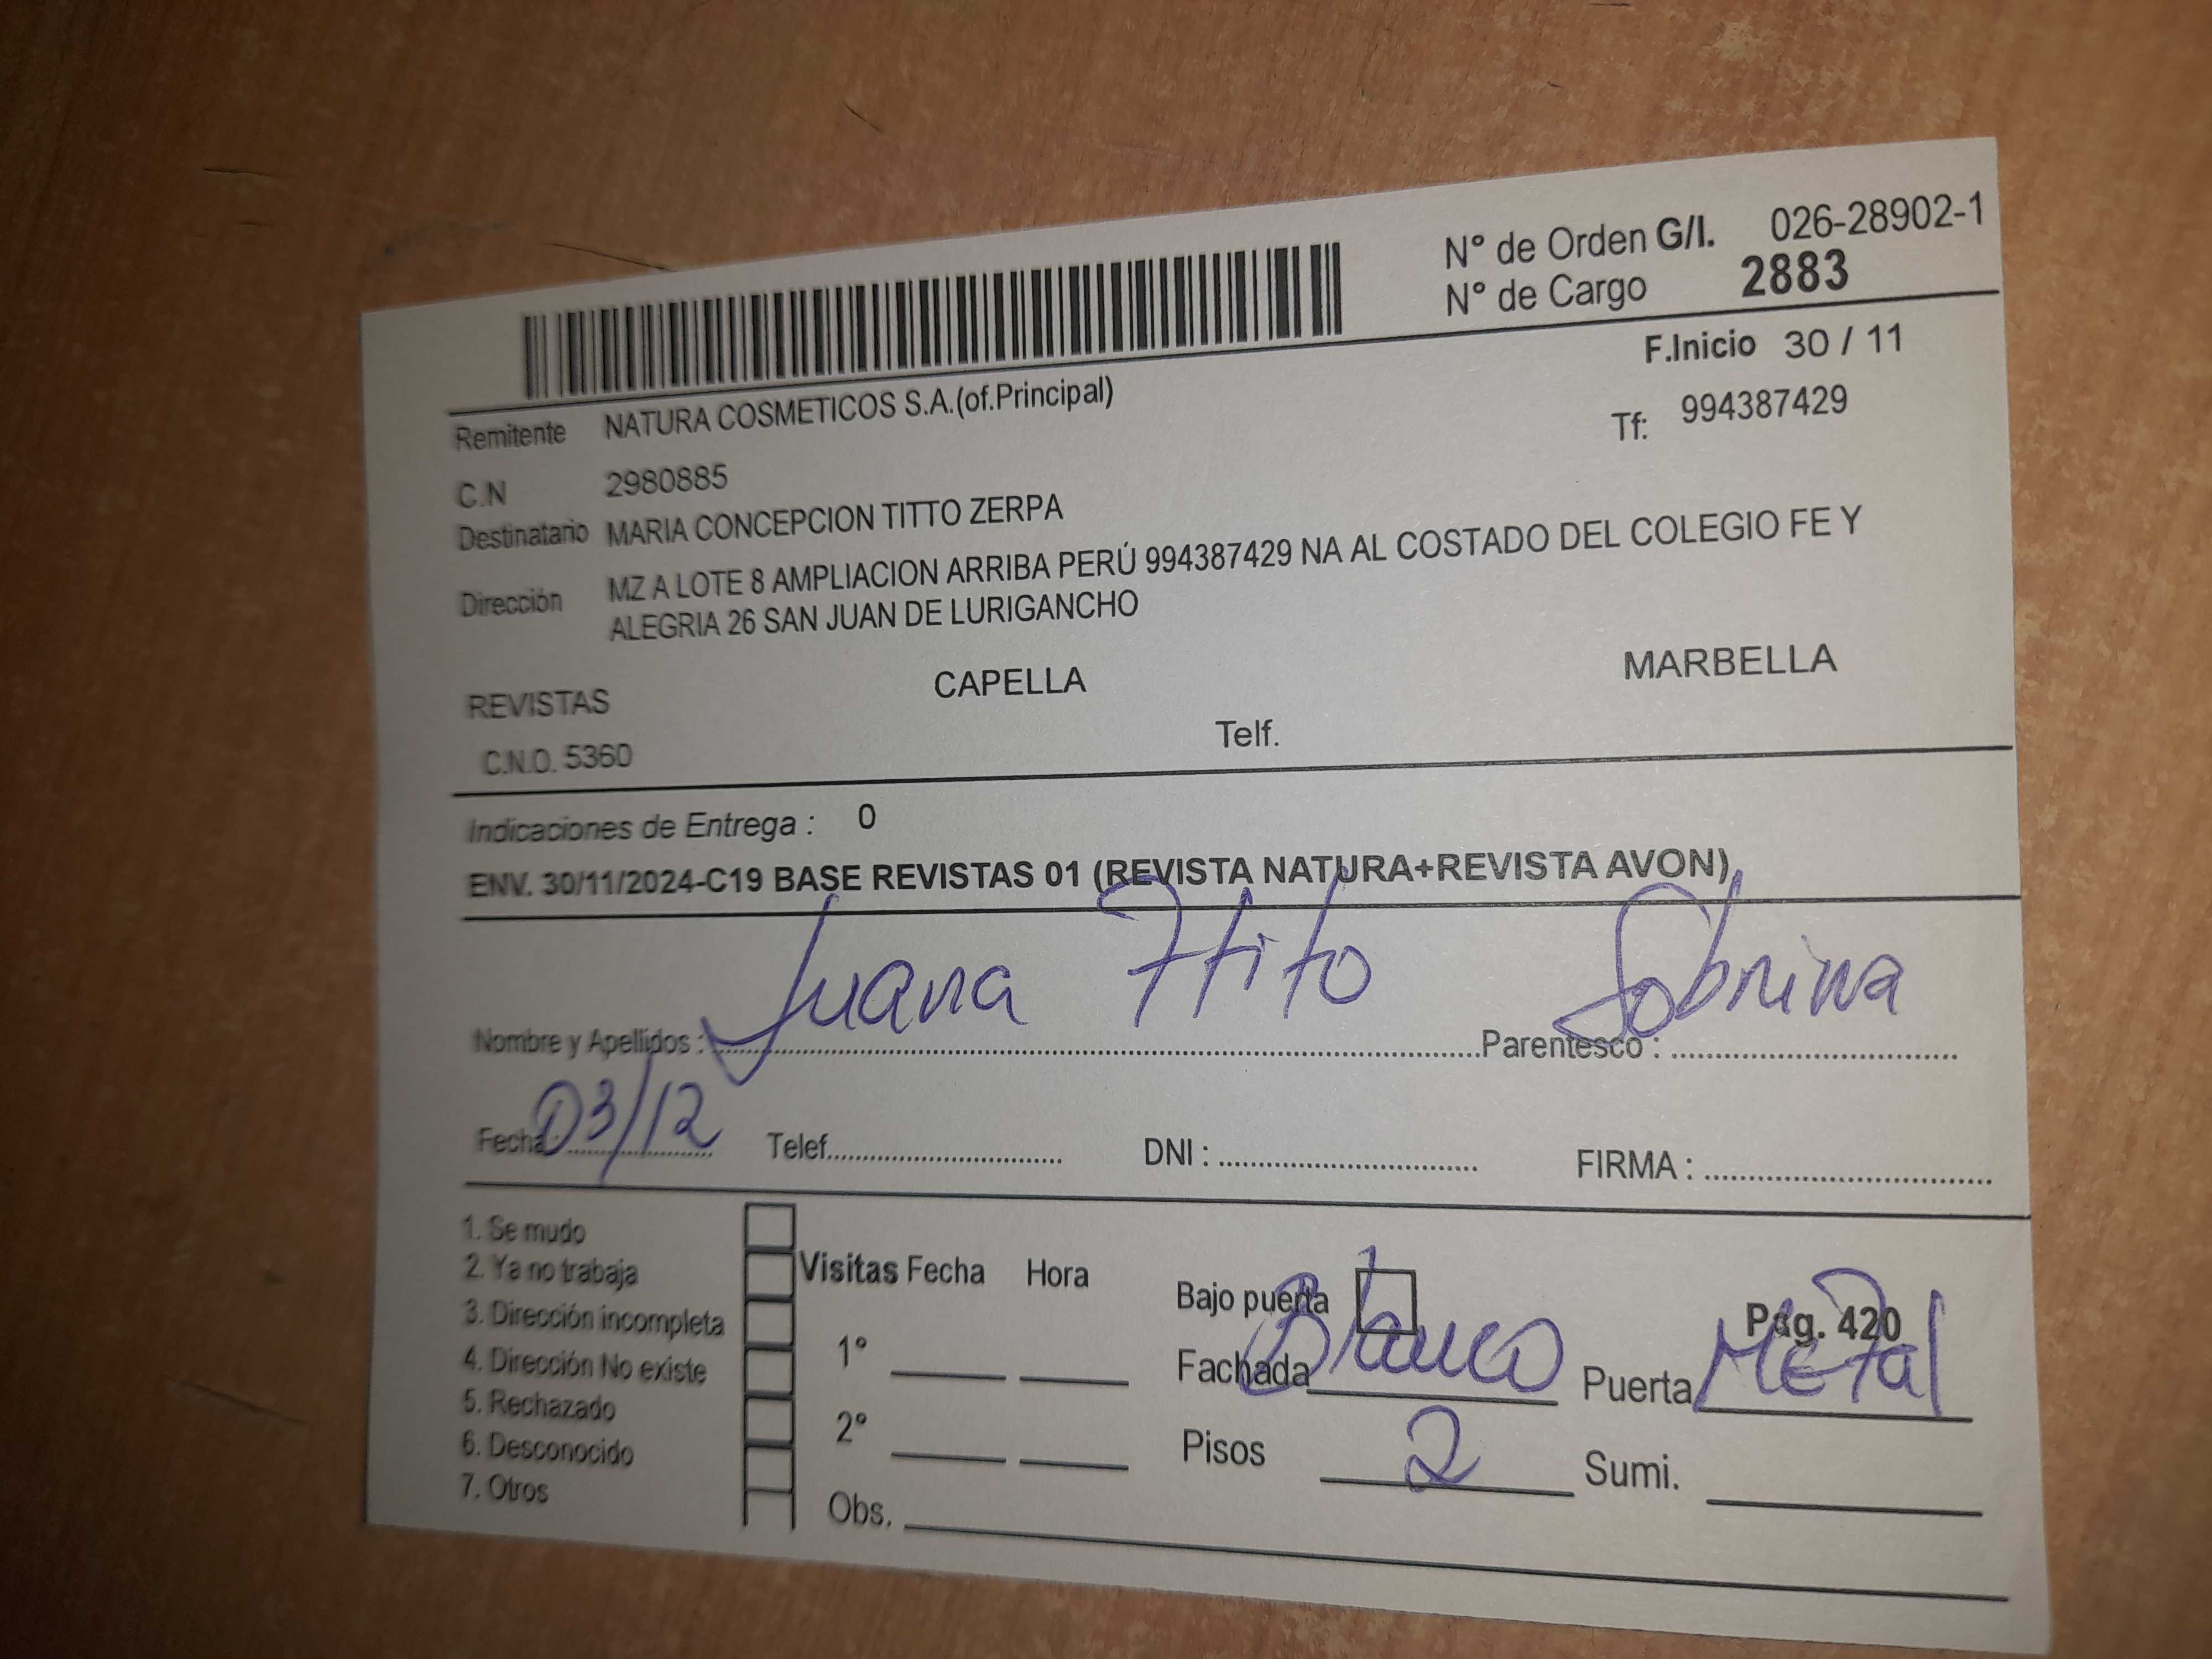 N° de Orden G/I. 026-28902-1
N° de Cargo 2883
F.Inicio 30 / 11
Remitente NATURA COSMETICOS S.A.(of.Principal)
Tf: 994387429
C.N 2980885
Destinatario MARIA CONCEPCION TITTO ZERPA
Dirección MZ A LOTE 8 AMPLIACION ARRIBA PERÚ 994387429 NA AL COSTADO DEL COLEGIO FE Y
ALEGRIA 26 SAN JUAN DE LURIGANCHO
REVISTAS CAPELLA MARBELLA
C.N.O. 5360 Telf.
Indicaciones de Entrega : 0
ENV. 30/11/2024-C19 BASE REVISTAS 01 (REVISTA NATURA+REVISTA AVON)
Nombre y Apellidos : Juana Ttito Parentesco : Sobrina
Fecha : 03/12 Telef. DNI : FIRMA :
1. Se mudo
2. Ya no trabaja
3. Dirección incompleta
4. Dirección No existe
5. Rechazado
6. Desconocido
7. Otros
Visitas Fecha Hora
1°
2°
Obs.
Bajo puerta Pag. 420
Fachada Blanco Puerta Metal
Pisos 2 Sumi.